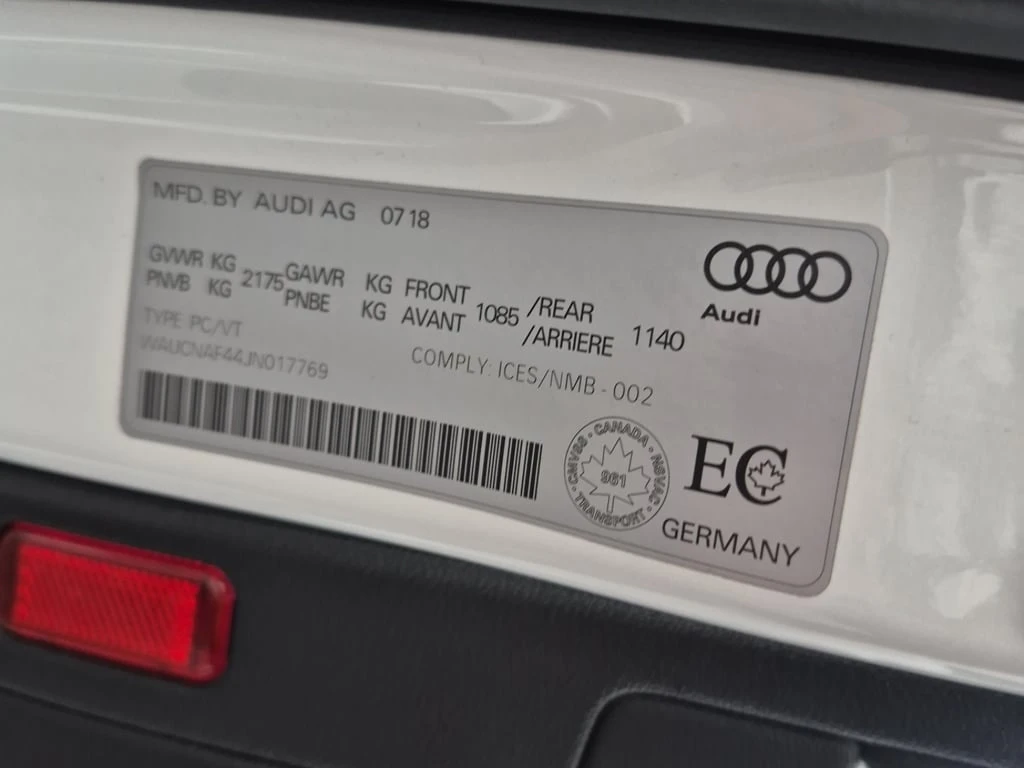 MFD. BY AUDI AG 07 18
GVWR KG 2175 GAWR KG FRONT 1085 /REAR 1140
PNVB KG PNBE KG AVANT /ARRIERE
TYPE PC/VT
WAUCNAF44JN017769
COMPLY: ICES/NMB - 002
Audi
CANADA · NSVAC · TRANSPORT · CMVSS ·
961
EC
GERMANY